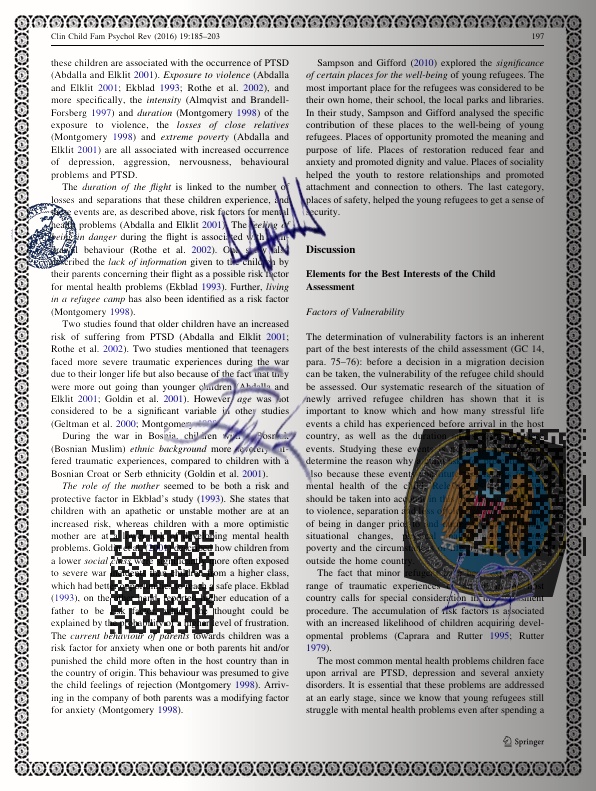 Clin Child Fam Psychol Rev (2016) 19:185–203 197
these children are associated with the occurrence of PTSD
(Abdalla and Elklit 2001). Exposure to violence (Abdalla
and Elklit 2001; Ekblad 1993; Rothe et al. 2002), and
more specifically, the intensity (Almqvist and Brandell-
Forsberg 1997) and duration (Montgomery 1998) of the
exposure to violence, the losses of close relatives
(Montgomery 1998) and extreme poverty (Abdalla and
Elklit 2001) are all associated with increased occurrence
of depression, aggression, nervousness, behavioural
problems and PTSD.
The duration of the flight is linked to the number of
losses and separations that these children experience, and
these events are, as described above, risk factors for mental
health problems (Abdalla and Elklit 2001). feeling of
being in danger during the flight is associated with
behaviour (Rothe et al. 2002). One study also
described the lack of information given to the children by
their parents concerning their flight as a possible risk factor
for mental health problems (Ekblad 1993). Further, living
in a refugee camp has also been identified as a risk factor
(Montgomery 1998).
Two studies found that older children have an increased
risk of suffering from PTSD (Abdalla and Elklit 2001;
Rothe et al. 2002). Two studies mentioned that teenagers
faced more severe traumatic experiences during the war
due to their longer life but also because of the fact that they
were more out going than younger children (Abdalla and
Elklit 2001; Goldin et al. 2001). However, age was not
considered to be a significant variable in other studies
(Geltman et al. 2000; Montgomery 1998).
During the war in Bosnia, children with Bosniak
(Bosnian Muslim) ethnic background more severely suf-
fered traumatic experiences, compared to children with a
Bosnian Croat or Serb ethnicity (Goldin et al. 2001).
The role of the mother seemed to be both a risk and
protective factor in Ekblad's study (1993). She states that
children with an apathetic or unstable mother are at an
increased risk, whereas children with a more optimistic
mother are at developing mental health
problems. Goldin how children from
a lower social class were more often exposed
to severe war from a higher class,
which had a safe place. Ekblad
(1993), on the higher education of a
father to be thought could be
explained by the level of frustration.
The current behaviour of parents towards children was a
risk factor for anxiety when one or both parents hit and/or
punished the child more often in the host country than in
the country of origin. This behaviour was presumed to give
the child feelings of rejection (Montgomery 1998). Arriv-
ing in the company of both parents was a modifying factor
for anxiety (Montgomery 1998).
Sampson and Gifford (2010) explored the significance
of certain places for the well-being of young refugees. The
most important place for the refugees was considered to be
their own home, their school, the local parks and libraries.
In their study, Sampson and Gifford analysed the specific
contribution of these places to the well-being of young
refugees. Places of opportunity promoted the meaning and
purpose of life. Places of restoration reduced fear and
anxiety and promoted dignity and value. Places of sociality
helped the youth to restore relationships and promoted
attachment and connection to others. The last category,
places of safety, helped the young refugees to get a sense of
security.
Discussion
Elements for the Best Interests of the Child
Assessment
Factors of Vulnerability
The determination of vulnerability factors is an inherent
part of the best interests of the child assessment (GC 14,
para. 75–76): before a decision in a migration decision
can be taken, the vulnerability of the refugee child should
be assessed. Our systematic research of the situation of
newly arrived refugee children has shown that it is
important to know which and how many stressful life
events a child has experienced before arrival in the host
country, as well as the duration
events. Studying these events
determine the reason why
also because these events
mental health of the
should be taken into account
to violence, separation and loss of
of being in danger prior
situational changes,
poverty and the circumstances
outside the home country.
The fact that minor refugees
range of traumatic experiences
country calls for special consideration in
procedure. The accumulation of risk factors is associated
with an increased likelihood of children acquiring devel-
opmental problems (Caprara and Rutter 1995; Rutter
1979).
The most common mental health problems children face
upon arrival are PTSD, depression and several anxiety
disorders. It is essential that these problems are addressed
at an early stage, since we know that young refugees still
struggle with mental health problems even after spending a
Springer